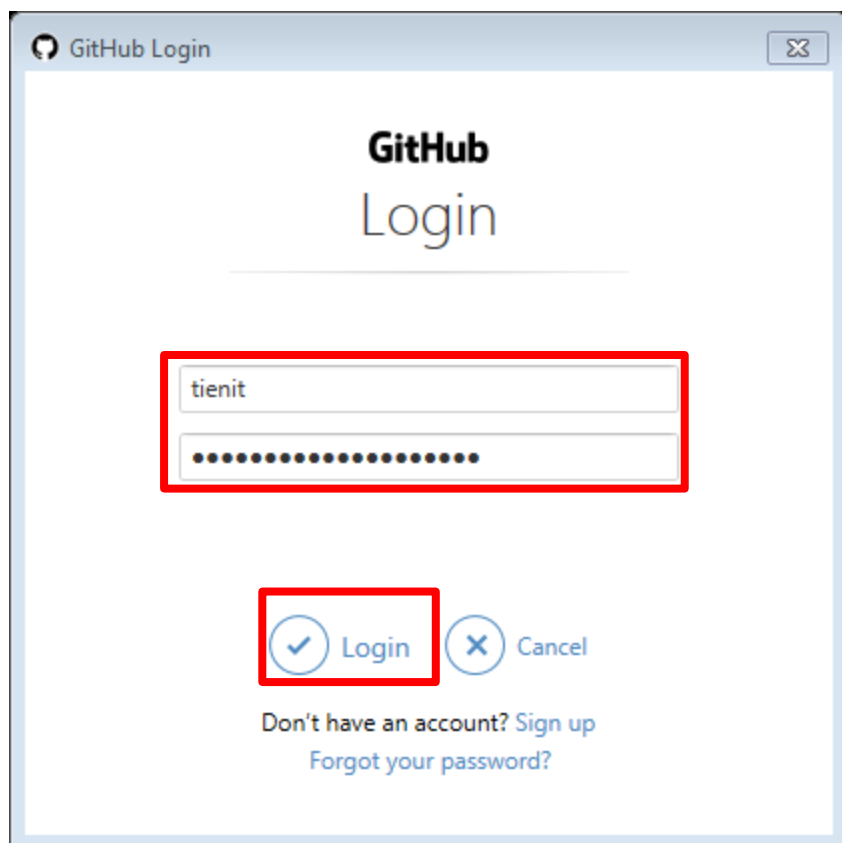 GitHub Login
GitHub
Login
tienit
●●●●●●●●●●●●●●●●●●●●
Login Cancel
Don't have an account? Sign up
Forgot your password?